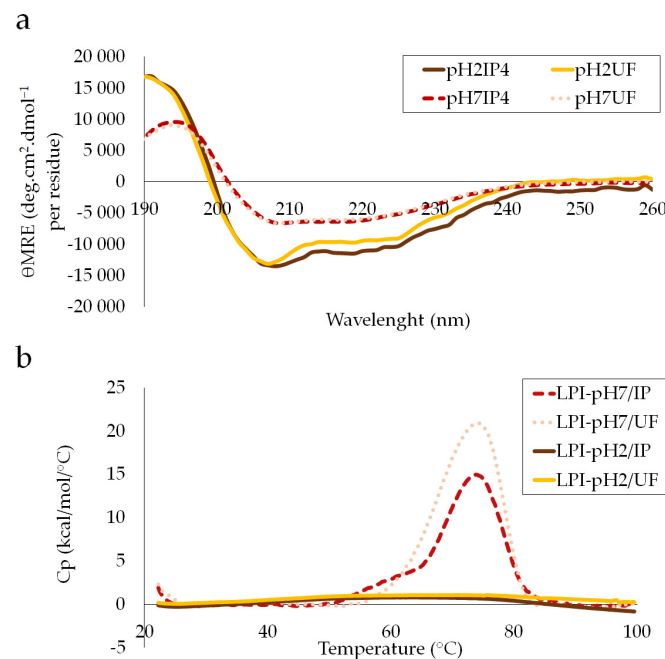 a
20 000
15 000
10 000
5 000
0
-5 000
-10 000
-15 000
-20 000
θMRE (deg.cm².dmol⁻¹
per residue)
pH2IP4 pH2UF
pH7IP4 pH7UF
190 200 210 220 230 240 250 260
Wavelenght (nm)
b
25
20
15
10
5
0
-5
Cp (kcal/mol/°C)
LPI-pH7/IP
LPI-pH7/UF
LPI-pH2/IP
LPI-pH2/UF
20 40 60 80 100
Temperature (°C)